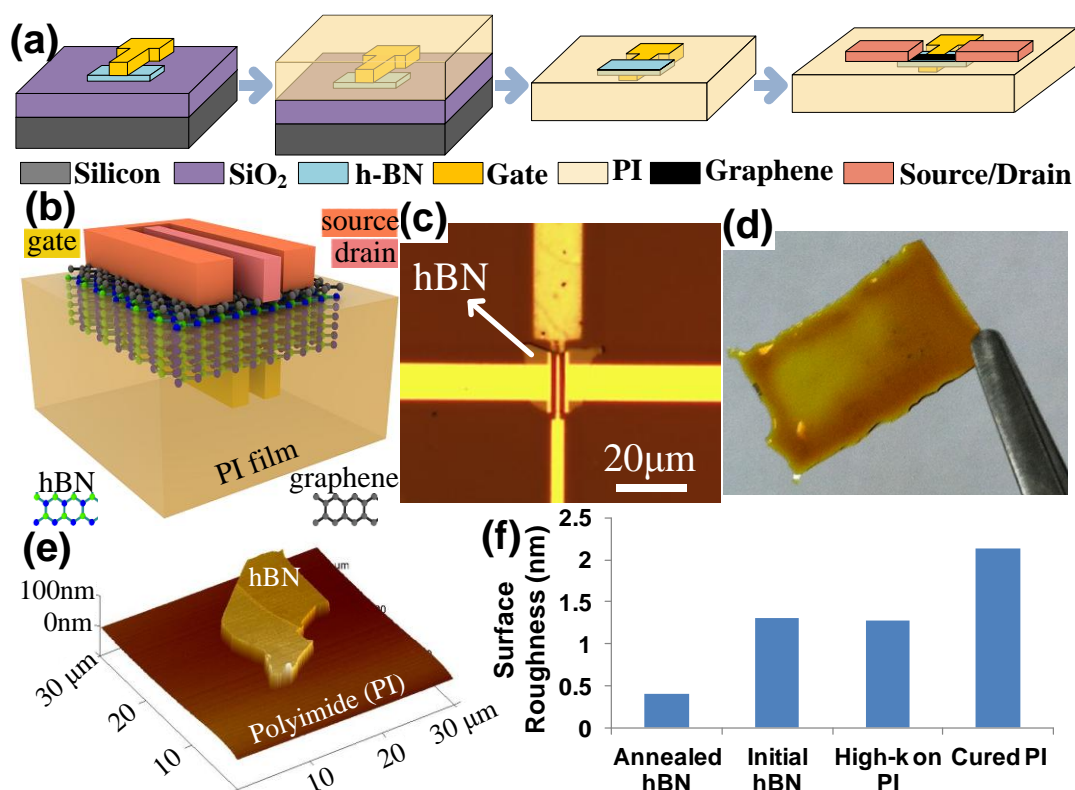 (a)
Silicon SiO₂ h-BN Gate PI Graphene Source/Drain
(b)
gate
source
drain
PI film
hBN
graphene
(c)
hBN
20μm
(d)
(e)
hBN
100nm
0nm
30 μm
20
10
Polyimide (PI)
10
20
30 μm
(f)
Surface
Roughness (nm)
2.5
2
1.5
1
0.5
0
Annealed
hBN
Initial
hBN
High-k on
PI
Cured PI